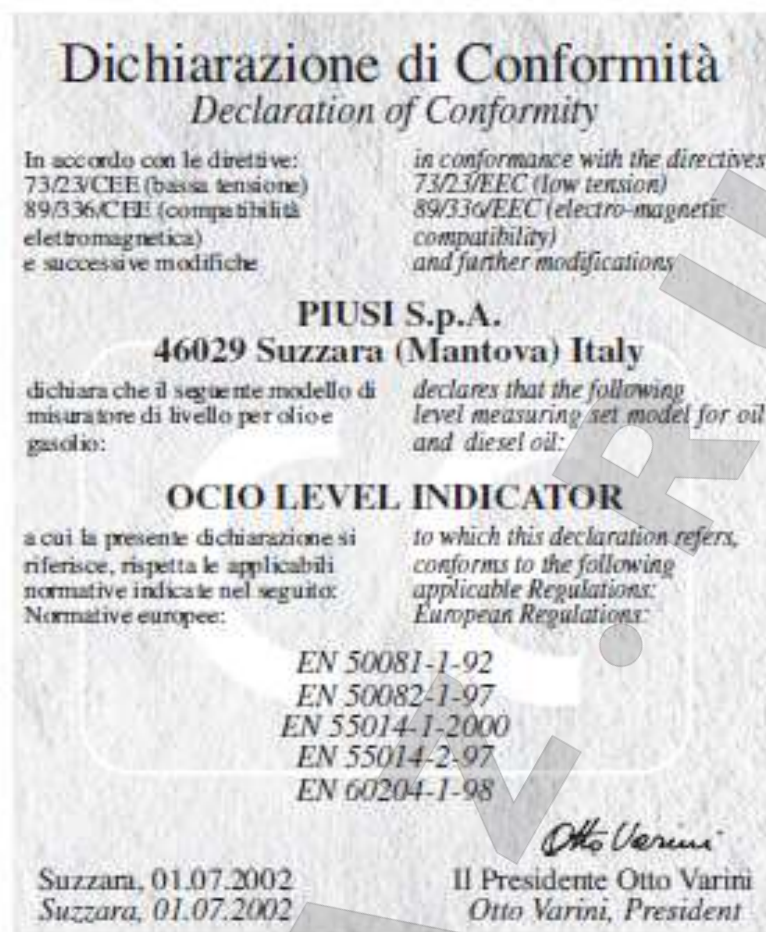 Dichiarazione di Conformità
Declaration of Conformity
In accordo con le direttive:
73/23/CEE (bassa tensione)
89/336/CEE (compatibilità
elettromagnetica)
e successive modifiche
in conformance with the directives
73/23/EEC (low tension)
89/336/EEC (electro-magnetic
compatibility)
and further modifications
PIUSI S.p.A.
46029 Suzzara (Mantova) Italy
dichiara che il seguente modello di
misuratore di livello per olio e
gasolio:
declares that the following
level measuring set model for oil
and diesel oil:
OCIO LEVEL INDICATOR
a cui la presente dichiarazione si
riferisce, rispetta le applicabili
normative indicate nel seguito:
Normative europee:
to which this declaration refers,
conforms to the following
applicable Regulations:
European Regulations:
EN 50081-1-92
EN 50082-1-97
EN 55014-1-2000
EN 55014-2-97
EN 60204-1-98
Otto Varini
Suzzara, 01.07.2002
Suzzara, 01.07.2002
Il Presidente Otto Varini
Otto Varini, President